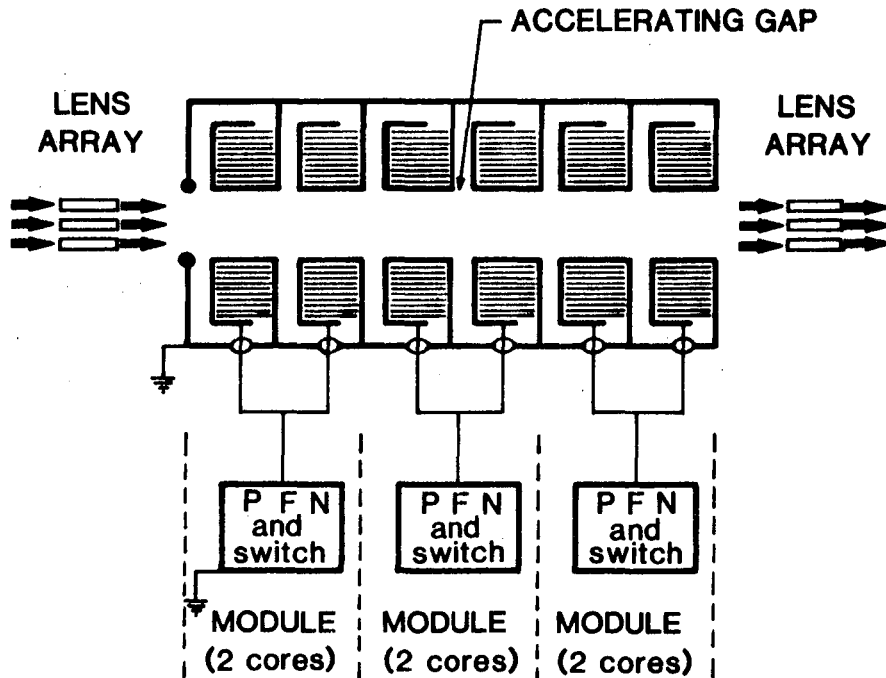 ACCELERATING GAP
LENS
ARRAY
LENS
ARRAY
P F N
and
switch
P F N
and
switch
P F N
and
switch
MODULE
(2 cores)
MODULE
(2 cores)
MODULE
(2 cores)